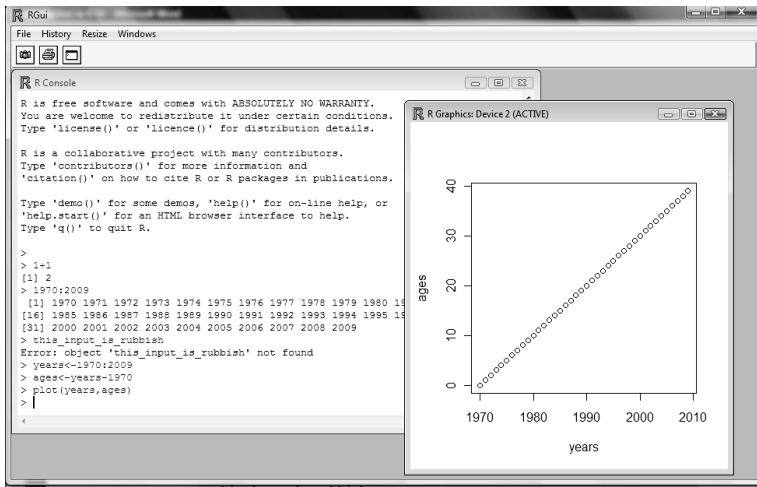 RGui
File History Resize Windows
R Console
R is free software and comes with ABSOLUTELY NO WARRANTY.
You are welcome to redistribute it under certain conditions.
Type 'license()' or 'licence()' for distribution details.
R is a collaborative project with many contributors.
Type 'contributors()' for more information and
'citation()' on how to cite R or R packages in publications.
Type 'demo()' for some demos, 'help()' for on-line help, or
'help.start()' for an HTML browser interface to help.
Type 'q()' to quit R.
>
> 1+1
[1] 2
> 1970:2009
[1] 1970 1971 1972 1973 1974 1975 1976 1977 1978 1979 1980
[16] 1985 1986 1987 1988 1989 1990 1991 1992 1993 1994 1995
[31] 2000 2001 2002 2003 2004 2005 2006 2007 2008 2009
> this_input_is_rubbish
Error: object 'this_input_is_rubbish' not found
> years<-1970:2009
> ages<-years-1970
> plot(years,ages)
>
R Graphics: Device 2 (ACTIVE)
40
30
20
10
0
ages
1970 1980 1990 2000 2010
years